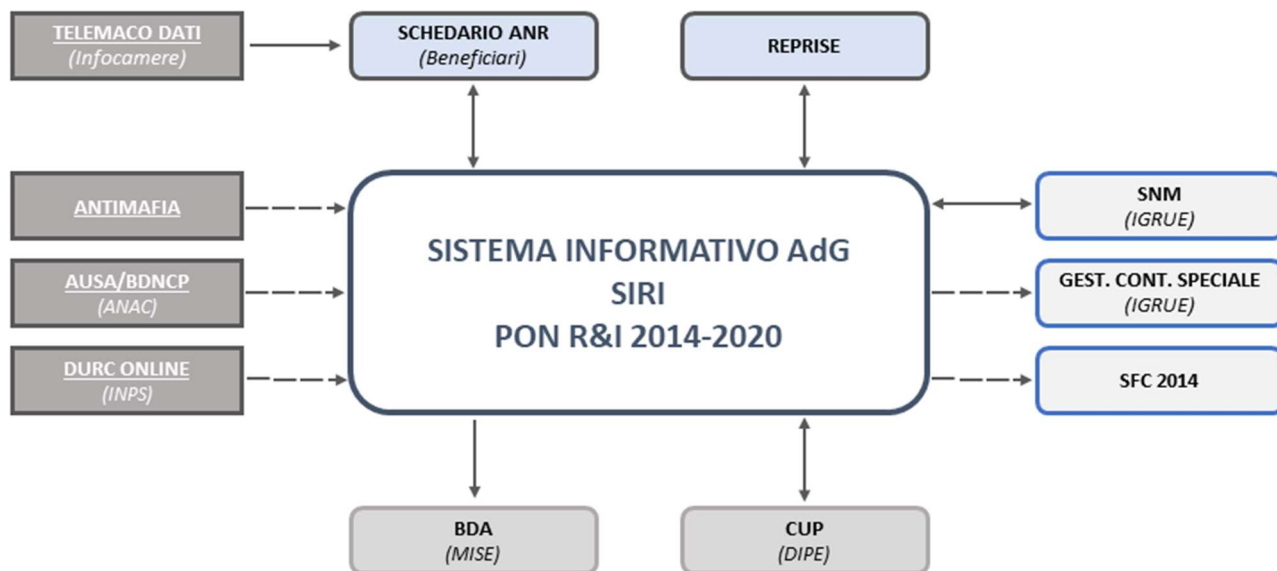 TELEMACO DATI
(Infocamere)
SCHEDARIO ANR
(Beneficiari)
REPRISE
ANTIMAFIA
AUSA/BDNCP
(ANAC)
DURC ONLINE
(INPS)
SISTEMA INFORMATIVO AdG
SIRI
PON R&I 2014-2020
SNM
(IGRUE)
GEST. CONT. SPECIALE
(IGRUE)
SFC 2014
BDA
(MISE)
CUP
(DIPE)